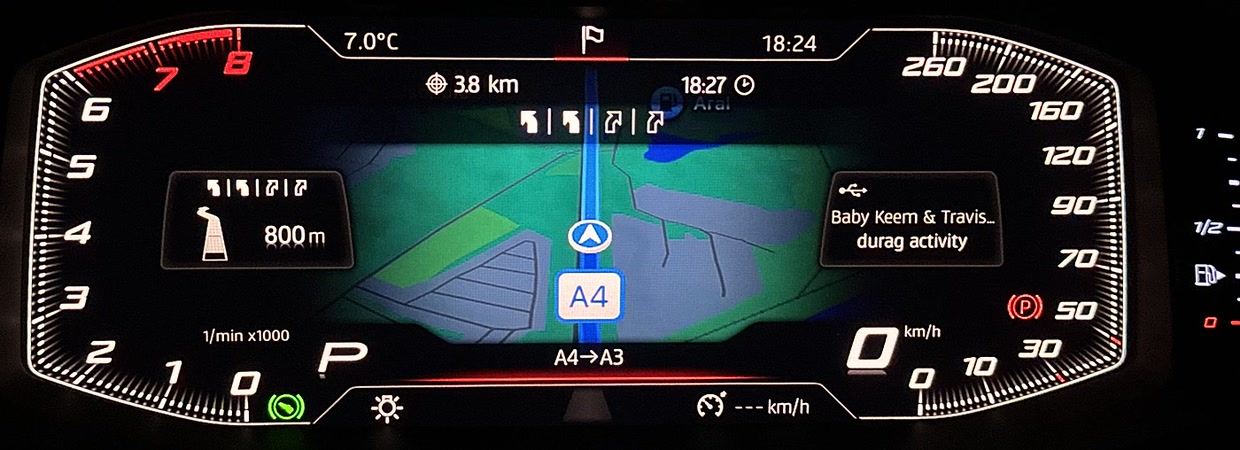 7.0°C
18:24
3.8 km
18:27
Aral
800 m
Baby Keem & Travis...
durag activity
A4
A4→A3
1/min x1000
P
0 km/h
--- km/h
0
1
2
3
4
5
6
7
8
260
200
160
120
90
70
50
30
10
0
(P)
1
1/2
0